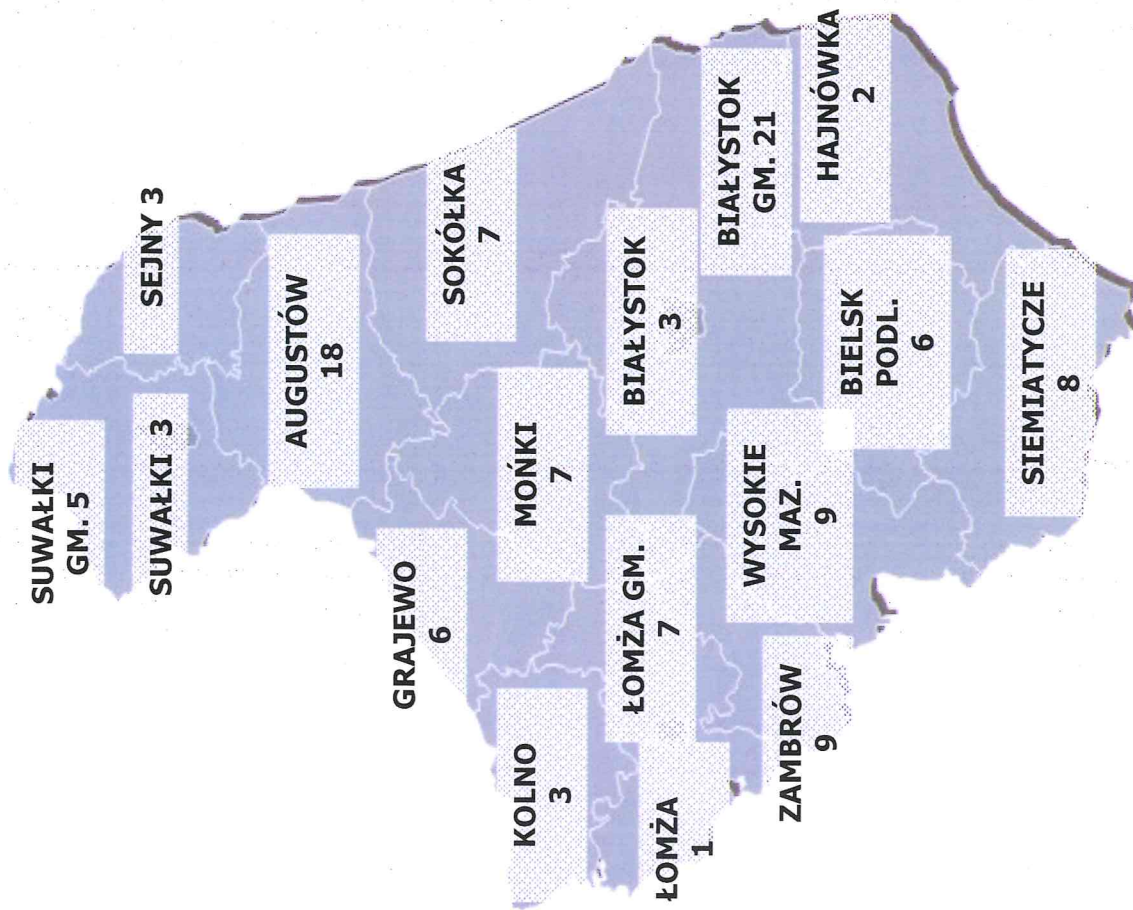 SUWAŁKI
GM. 5
SEJNY 3
SUWAŁKI 3
AUGUSTÓW
18
GRAJEWO
6
SOKÓŁKA
7
KOLNO
3
MOŃKI
7
ŁOMŻA
1
ŁOMŻA GM.
7
BIAŁYSTOK
3
BIAŁYSTOK
GM. 21
ZAMBRÓW
9
WYSOKIE
MAZ.
9
BIELSK
PODL.
6
HAJNÓWKA
2
SIEMIATYCZE
8